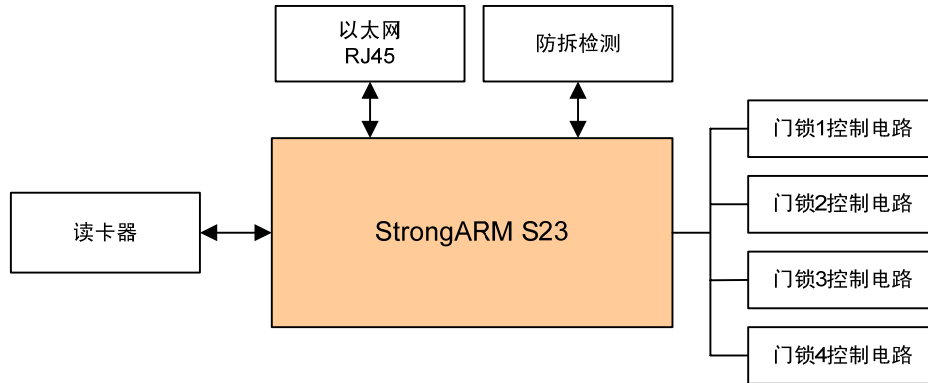 以太网
RJ45
防拆检测
门锁1控制电路
读卡器
StrongARM S23
门锁2控制电路
门锁3控制电路
门锁4控制电路